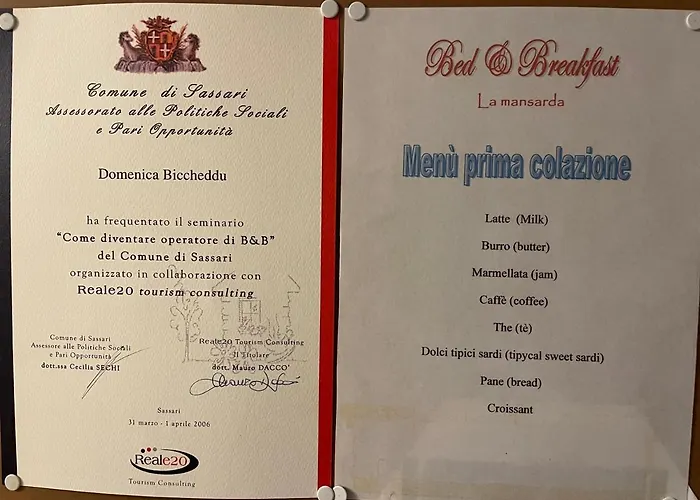 Comune di Sassari
Assessorato alle Politiche Sociali
e Pari Opportunità
Domenica Biccheddu
ha frequentato il seminario
"Come diventare operatore di B&B"
del Comune di Sassari
organizzato in collaborazione con
Reale20 tourism consulting
Comune di Sassari
Assessore alle Politiche Sociali
e Pari Opportunità
dott.ssa Cecilia SECHI
Reale20 Tourism Consulting
Il Titolare
dott. Mauro DACCO'
Sassari
31 marzo - 1 aprile 2006
Reale20
Tourism Consulting
Bed & Breakfast
La mansarda
Menù prima colazione
Latte (Milk)
Burro (butter)
Marmellata (jam)
Caffè (coffee)
The (tè)
Dolci tipici sardi (tipycal sweet sardi)
Pane (bread)
Croissant